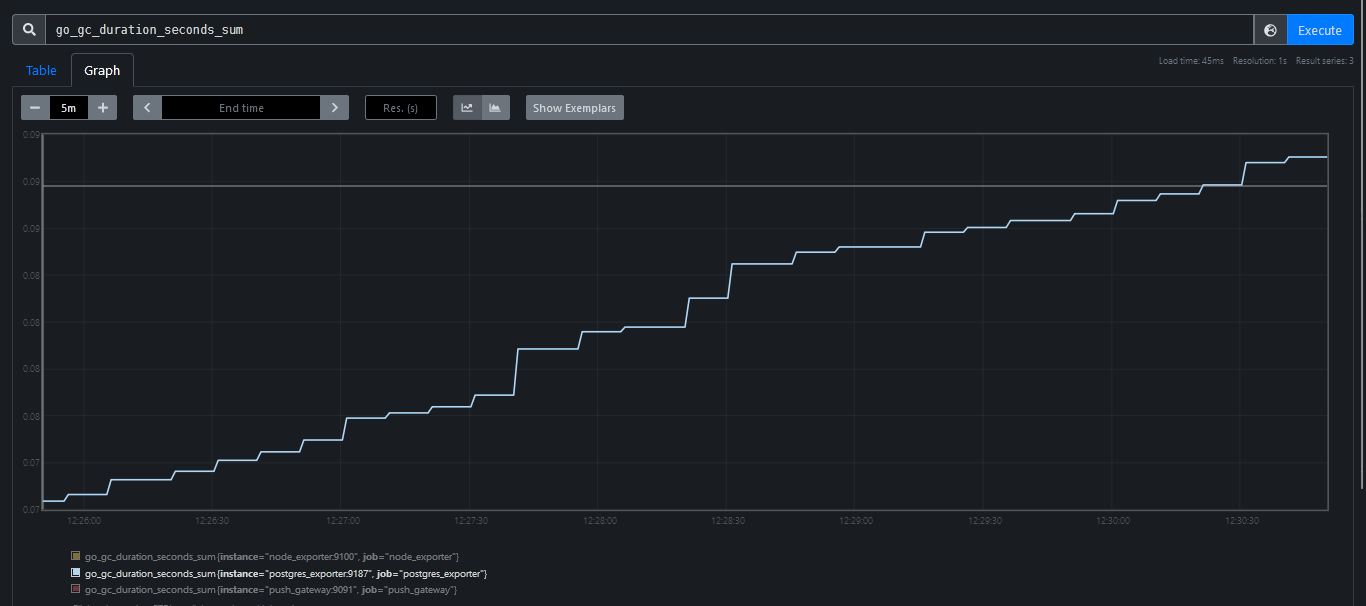 go_gc_duration_seconds_sum Execute
Table Graph Load time: 45ms Resolution: 1s Result series: 3
− 5m + < End time > Res. (s) Show Exemplars
0.09
0.09
0.09
0.08
0.08
0.08
0.08
0.07
0.07
12:26:00 12:26:30 12:27:00 12:27:30 12:28:00 12:28:30 12:29:00 12:29:30 12:30:00 12:30:30
go_gc_duration_seconds_sum{instance="node_exporter:9100", job="node_exporter"}
go_gc_duration_seconds_sum{instance="postgres_exporter:9187", job="postgres_exporter"}
go_gc_duration_seconds_sum{instance="push_gateway:9091", job="push_gateway"}